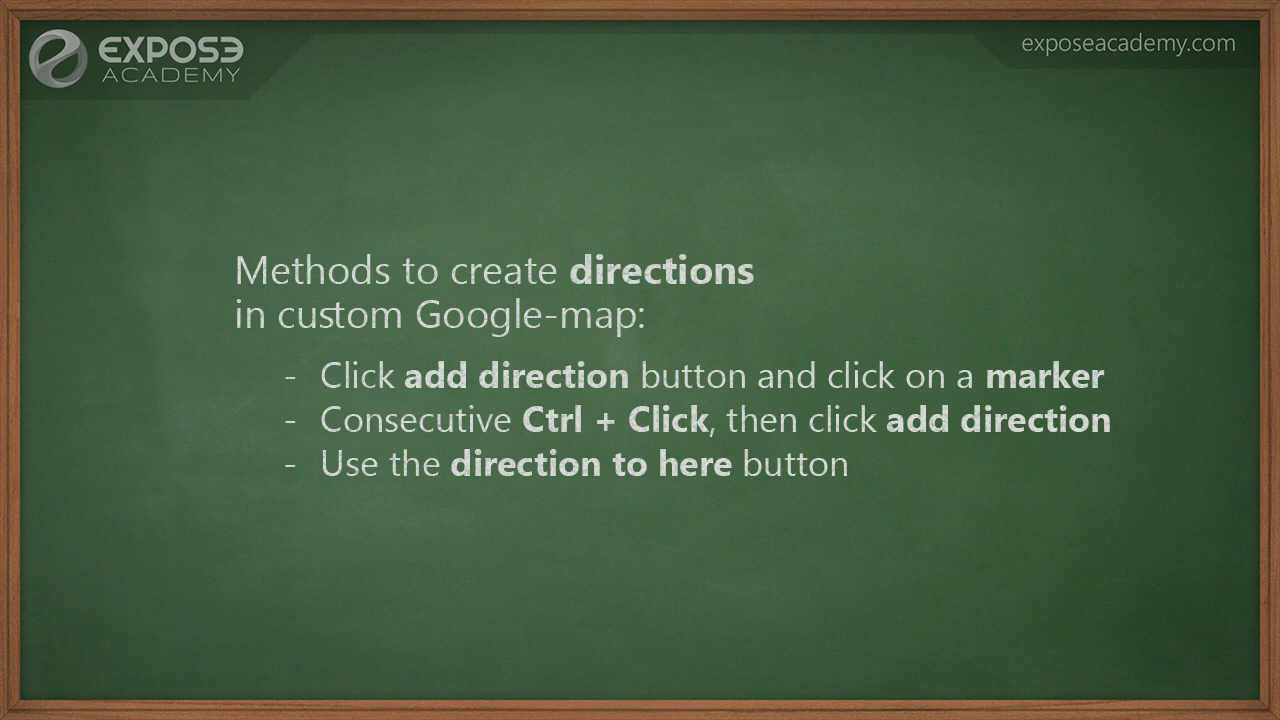 EXPOSE
ACADEMY
exposeacademy.com
Methods to create directions
in custom Google-map:
- Click add direction button and click on a marker
- Consecutive Ctrl + Click, then click add direction
- Use the direction to here button